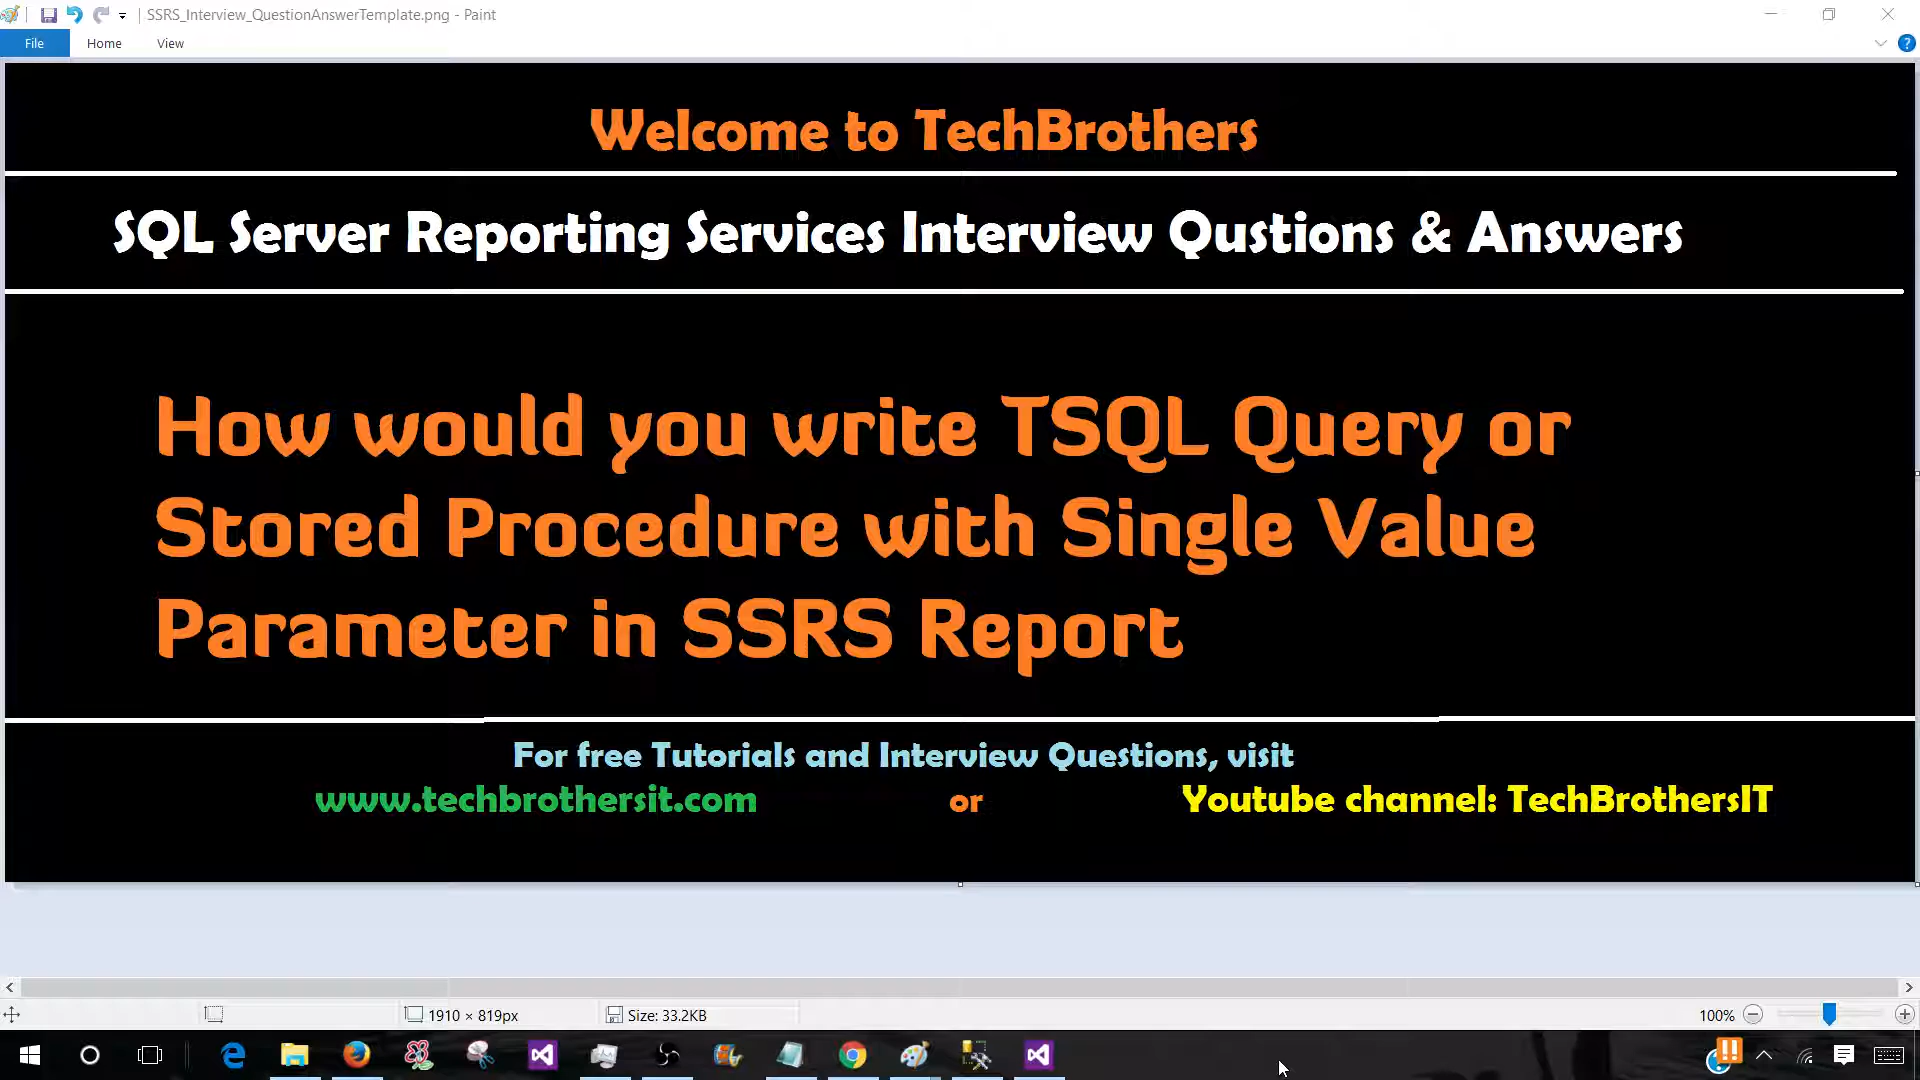 SSRS_Interview_QuestionAnswerTemplate.png - Paint
File Home View
Welcome to TechBrothers
SQL Server Reporting Services Interview Qustions & Answers
How would you write TSQL Query or
Stored Procedure with Single Value
Parameter in SSRS Report
For free Tutorials and Interview Questions, visit
www.techbrothersit.com or Youtube channel: TechBrothersIT
1910 × 819px Size: 33.2KB 100%